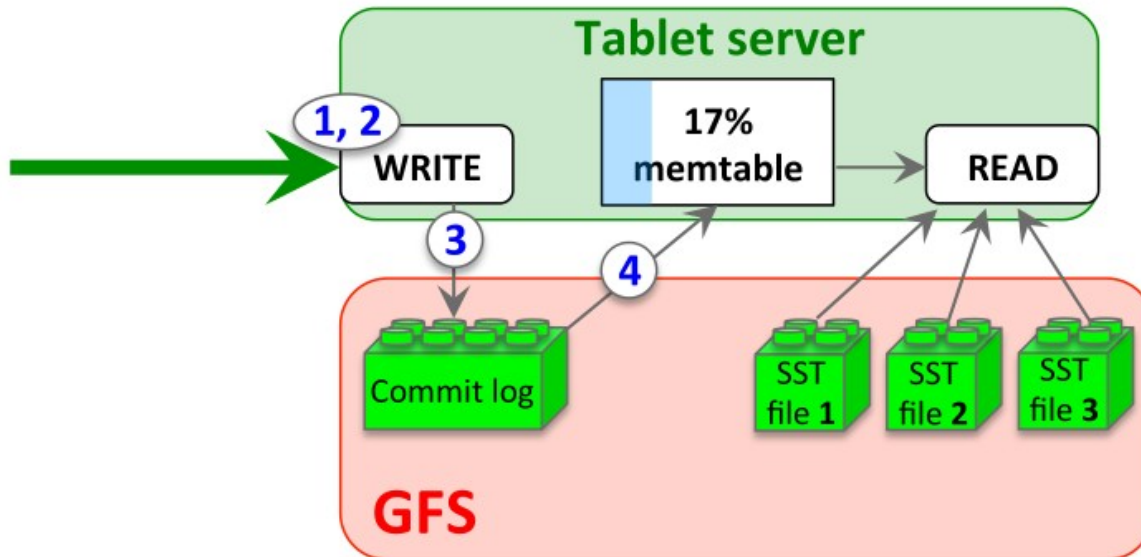 Tablet server
1, 2
WRITE
17%
memtable
READ
3
4
Commit log
SST
file 1
SST
file 2
SST
file 3
GFS